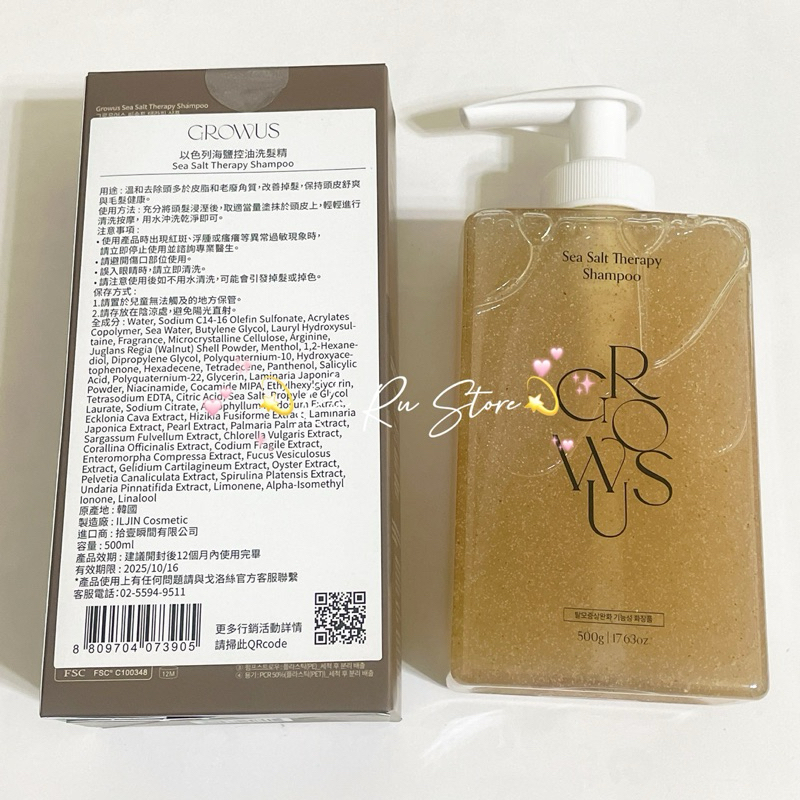 Growus Sea Salt Therapy Shampoo
GROWUS
以色列海鹽控油洗髮精
Sea Salt Therapy Shampoo
用途：溫和去除頭多於皮脂和老廢角質，改善掉髮，保持頭皮舒爽
與毛髮健康。
使用方法：充分將頭髮浸溼後，取適當量塗抹於頭皮上，輕輕進行
清洗按摩，用水沖洗乾淨即可。
注意事項：
• 使用產品時出現紅斑、浮腫或瘙癢等異常過敏現象時，
請立即停止使用並諮詢專業醫生。
• 請避開傷口部位使用。
• 誤入眼睛時，請立即清洗。
• 請注意使用後如不用水清洗，可能會引發掉髮或掉色。
保存方式：
1.請置於兒童無法觸及的地方保管。
2.請存放在陰涼處，避免陽光直射。
全成分：Water, Sodium C14-16 Olefin Sulfonate, Acrylates
Copolymer, Sea Water, Butylene Glycol, Lauryl Hydroxysul-
taine, Fragrance, Microcrystalline Cellulose, Arginine,
Juglans Regia (Walnut) Shell Powder, Menthol, 1,2-Hexane-
diol, Dipropylene Glycol, Polyquaternium-10, Hydroxyace-
tophenone, Hexadecene, Tetradecene, Panthenol, Salicylic
Acid, Polyquaternium-22, Glycerin, Laminaria Japonica
Powder, Niacinamide, Cocamide MIPA, Ethylhexylglycerin,
Tetrasodium EDTA, Citric Acid, Sea Salt, Propylene Glycol
Laurate, Sodium Citrate, Extract,
Ecklonia Cava Extract, Hizikia Fusiforme Extract, Laminaria
Japonica Extract, Pearl Extract, Palmaria Palmata Extract,
Sargassum Fulvellum Extract, Chlorella Vulgaris Extract,
Corallina Officinalis Extract, Codium Fragile Extract,
Enteromorpha Compressa Extract, Fucus Vesiculosus
Extract, Gelidium Cartilagineum Extract, Oyster Extract,
Pelvetia Canaliculata Extract, Spirulina Platensis Extract,
Undaria Pinnatifida Extract, Limonene, Alpha-Isomethyl
Ionone, Linalool
原產地：韓國
製造廠：ILJIN Cosmetic
進口商：拾壹瞬間有限公司
容量：500ml
產品效期：建議開封後12個月內使用完畢
有效期限：2025/10/16
*產品使用上有任何問題請與戈洛絲官方客服聯繫
客服電話：02-5594-9511
8 809704 073905
更多行銷活動詳情
請掃此QRcode
FSC FSC® C100348
12M
Ru Store
Sea Salt Therapy
Shampoo
GROWUS
탈모증상완화 기능성 화장품
500g | 17.63oz